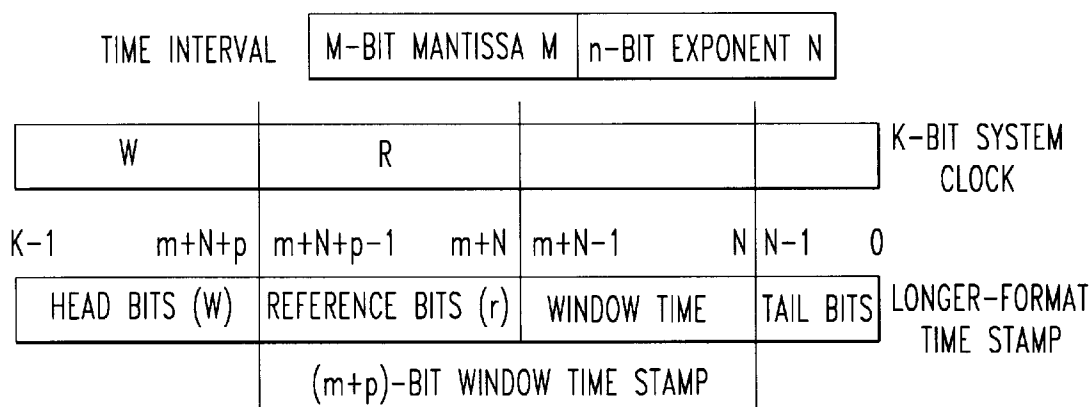 TIME INTERVAL M-BIT MANTISSA M n-BIT EXPONENT N
W R K-BIT SYSTEM
CLOCK
K-1 m+N+p m+N+p-1 m+N m+N-1 N N-1 0
HEAD BITS (W) REFERENCE BITS (r) WINDOW TIME TAIL BITS LONGER-FORMAT
TIME STAMP
(m+p)-BIT WINDOW TIME STAMP